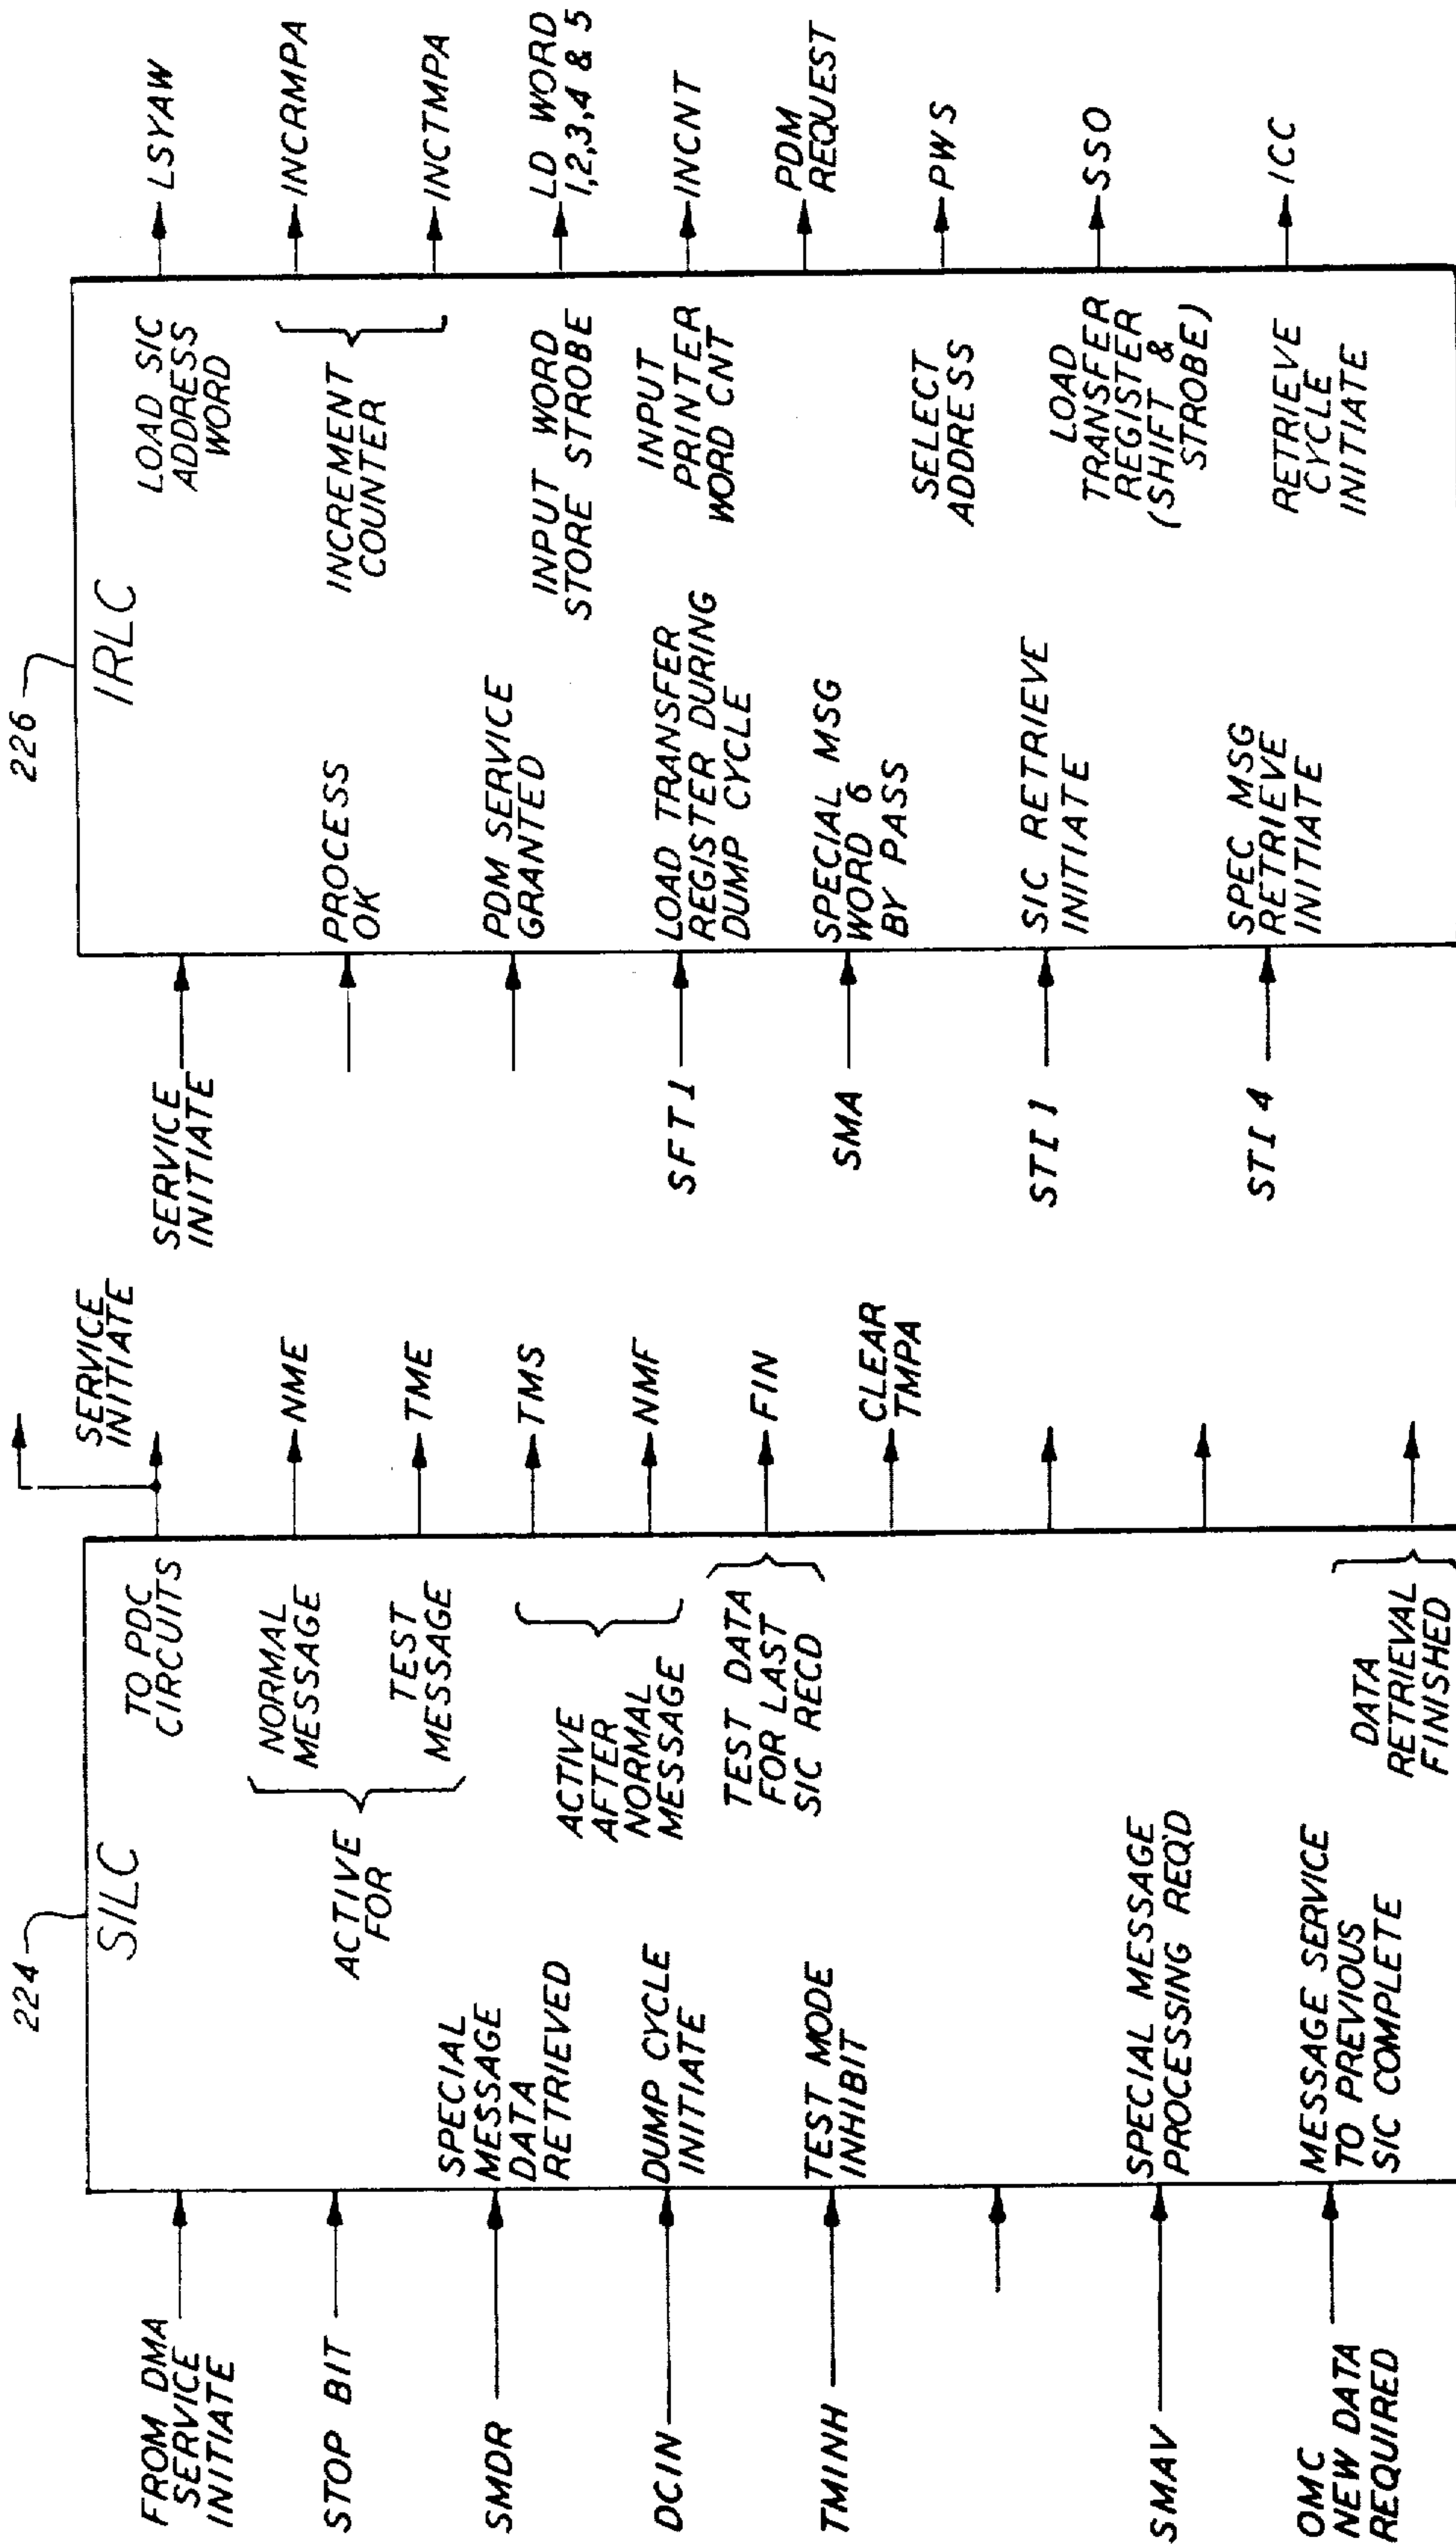 224
SILC
FROM DMA
SERVICE
INITIATE
STOP BIT
SMDR
SPECIAL
MESSAGE
DATA
RETRIEVED
DCIN
DUMP CYCLE
INITIATE
TMINH
TEST MODE
INHIBIT
SMAV
SPECIAL MESSAGE
PROCESSING REQ'D
OMC
NEW DATA
REQUIRED
MESSAGE SERVICE
TO PREVIOUS
SIC COMPLETE
TO PDC
CIRCUITS
ACTIVE
FOR
NORMAL
MESSAGE
TEST
MESSAGE
ACTIVE
AFTER
NORMAL
MESSAGE
TEST DATA
FOR LAST
SIC RECD
DATA
RETRIEVAL
FINISHED
SERVICE
INITIATE
NME
TME
TMS
NMF
FIN
CLEAR
TMPA
226
IRLC
SERVICE
INITIATE
PROCESS
OK
PDM SERVICE
GRANTED
SFT1
LOAD TRANSFER
REGISTER DURING
DUMP CYCLE
SMA
SPECIAL MSG
WORD 6
BY PASS
STI 1
SIC RETRIEVE
INITIATE
STI 4
SPEC MSG
RETRIEVE
INITIATE
LOAD SIC
ADDRESS
WORD
INCREMENT
COUNTER
INPUT WORD
STORE STROBE
INPUT
PRINTER
WORD CNT
SELECT
ADDRESS
LOAD
TRANSFER
REGISTER
(SHIFT &
STROBE)
RETRIEVE
CYCLE
INITIATE
LSYAW
INCRMPA
INCTMPA
LD WORD
1,2,3,4 & 5
INCNT
PDM
REQUEST
PWS
SSO
ICC